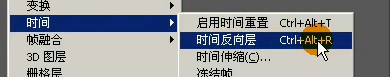 变换
时间
帧融合
3D 图层
栅格层
启用时间重置 Ctrl+Alt+T
时间反向层 Ctrl+Alt+R
时间伸缩(C)...
冻结帧